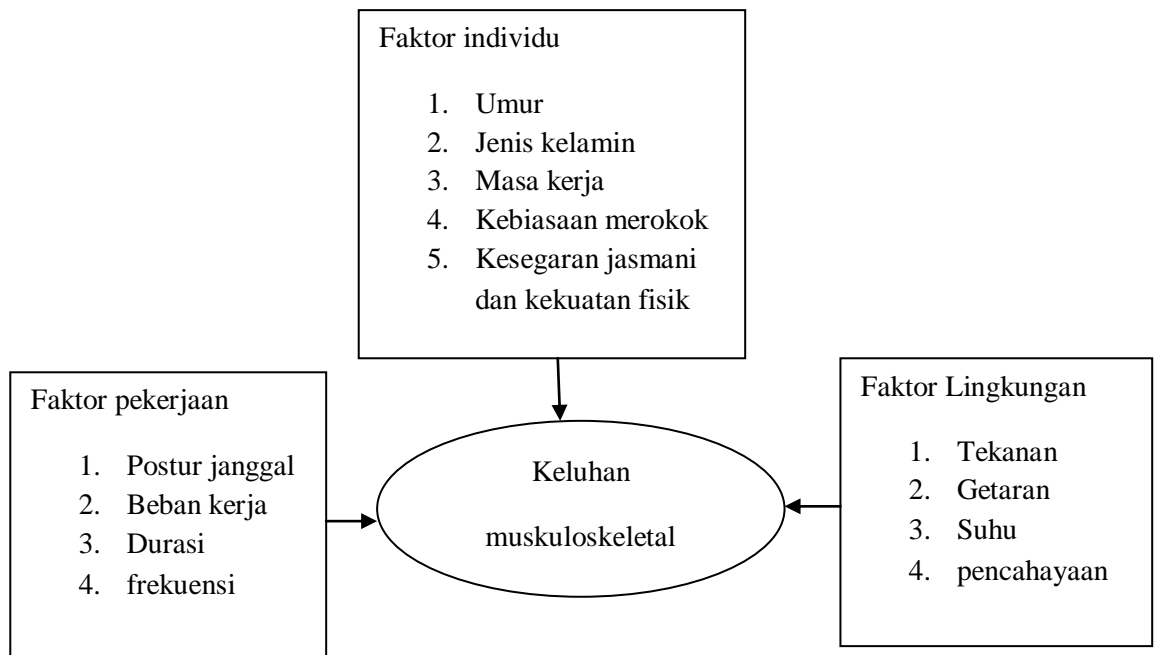 Faktor individu
1. Umur
2. Jenis kelamin
3. Masa kerja
4. Kebiasaan merokok
5. Kesegaran jasmani
dan kekuatan fisik
Faktor pekerjaan
1. Postur janggal
2. Beban kerja
3. Durasi
4. frekuensi
Keluhan
muskuloskeletal
Faktor Lingkungan
1. Tekanan
2. Getaran
3. Suhu
4. pencahayaan